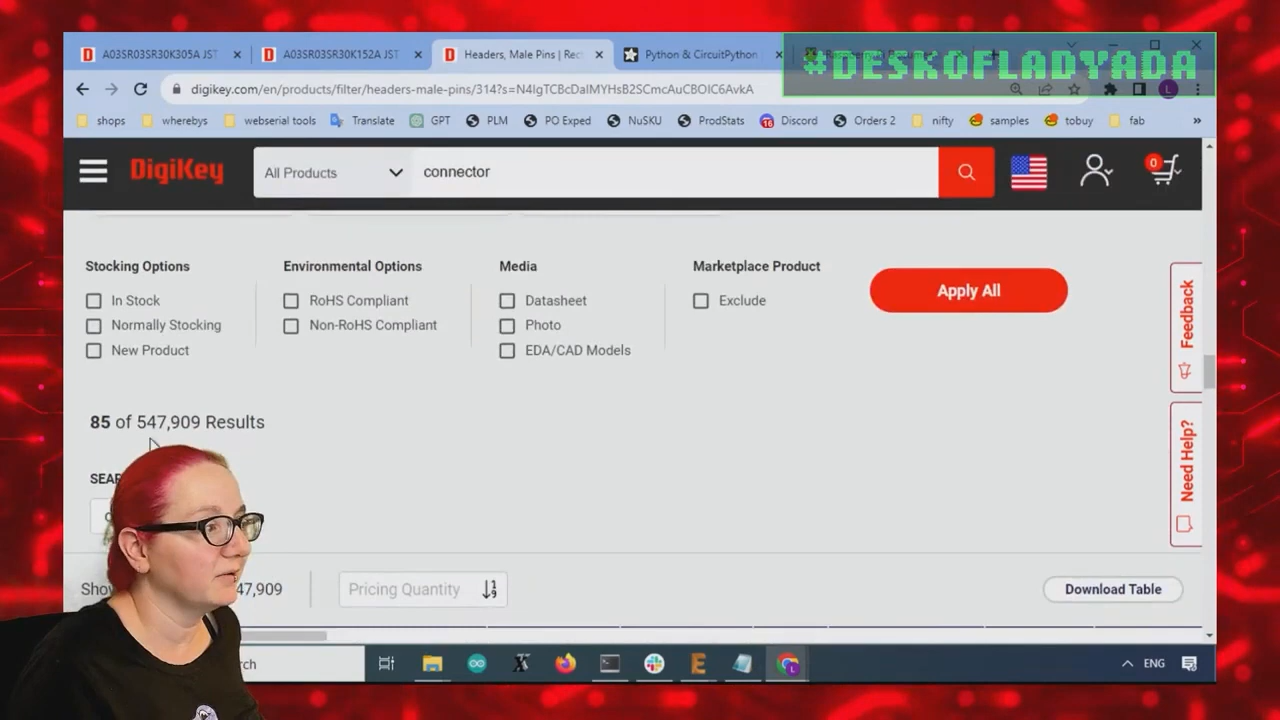 #DESKOFLADYADA
A03SR03SR30K305A JST
A03SR03SR30K152A JST
Headers, Male Pins | Rec
Python & CircuitPython
digikey.com/en/products/filter/headers-male-pins/314?s=N4IgTCBcDaIMYHsB2SCmcAuCBOIC6AvkA
shops
whereby
webserial tools
Translate
GPT
PLM
PO Exped
NuSKU
ProdStats
Discord
Orders 2
nifty
samples
tobuy
fab
»
DigiKey
All Products
connector
0
Stocking Options
In Stock
Normally Stocking
New Product
Environmental Options
RoHS Compliant
Non-RoHS Compliant
Media
Datasheet
Photo
EDA/CAD Models
Marketplace Product
Exclude
Apply All
Feedback
Need Help?
85 of 547,909 Results
Pricing Quantity
Download Table
ENG